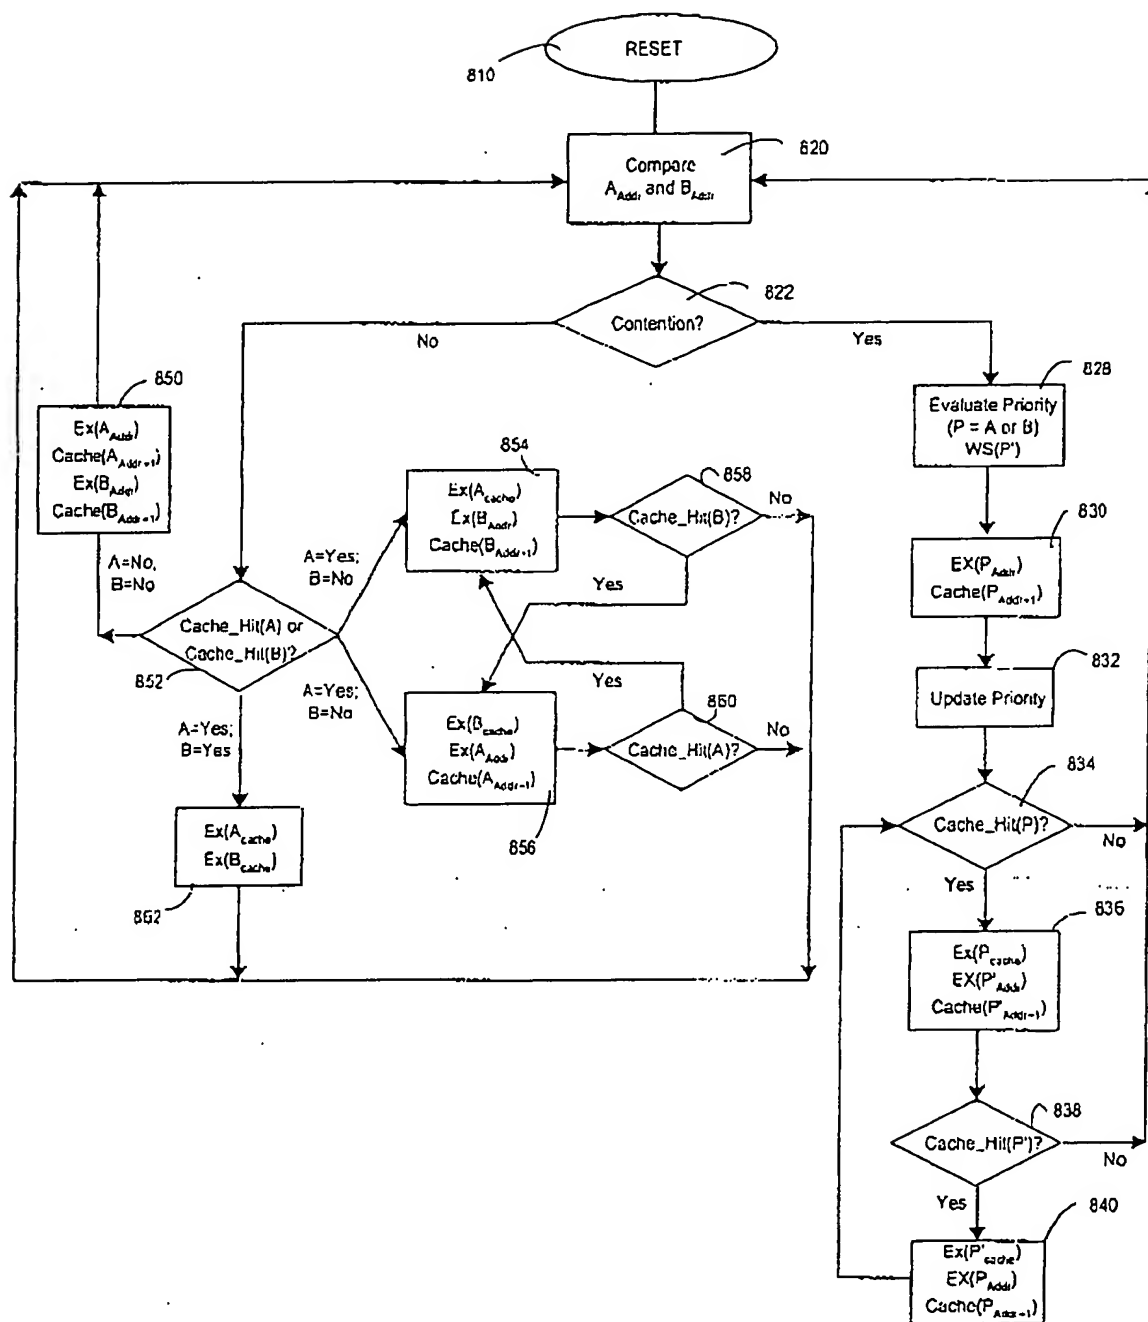 RESET
810
820
Compare
A_Addr and B_Addr
822
Contention?
No
Yes
828
Evaluate Priority
(P = A or B)
WS(P')
850
Ex(A_Addr)
Cache(A_Addr+1)
Ex(B_Addr)
Cache(B_Addr+1)
A=No,
B=No
854
Ex(A_cache)
Ex(B_Addr)
Cache(B_Addr+1)
858
Cache_Hit(B)?
No
Yes
830
EX(P_Addr)
Cache(P_Addr+1)
A=Yes;
B=No
Cache_Hit(A) or
Cache_Hit(B)?
852
A=Yes;
B=No
Yes
832
Update Priority
A=Yes;
B=Yes
Ex(B_cache)
Ex(A_Addr)
Cache(A_Addr+1)
856
860
Cache_Hit(A)?
No
834
Cache_Hit(P)?
No
Yes
Ex(A_cache)
Ex(B_cache)
862
836
Ex(P_cache)
EX(P'_Addr)
Cache(P'_Addr+1)
838
Cache_Hit(P')?
No
Yes
840
Ex(P'_cache)
EX(P_Addr)
Cache(P_Addr+1)